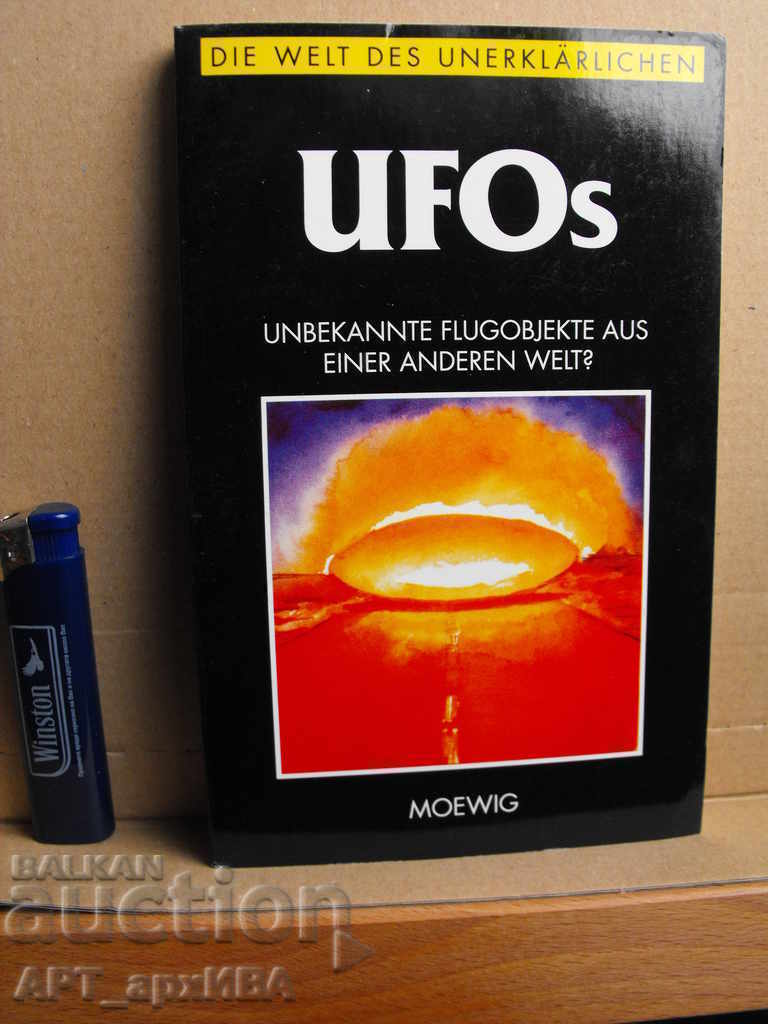 DIE WELT DES UNERKLÄRLICHEN
UFOs
UNBEKANNTE FLUGOBJEKTE AUS
EINER ANDEREN WELT?
MOEWIG
Winston
BALKAN
auction
АРТ_архИВА